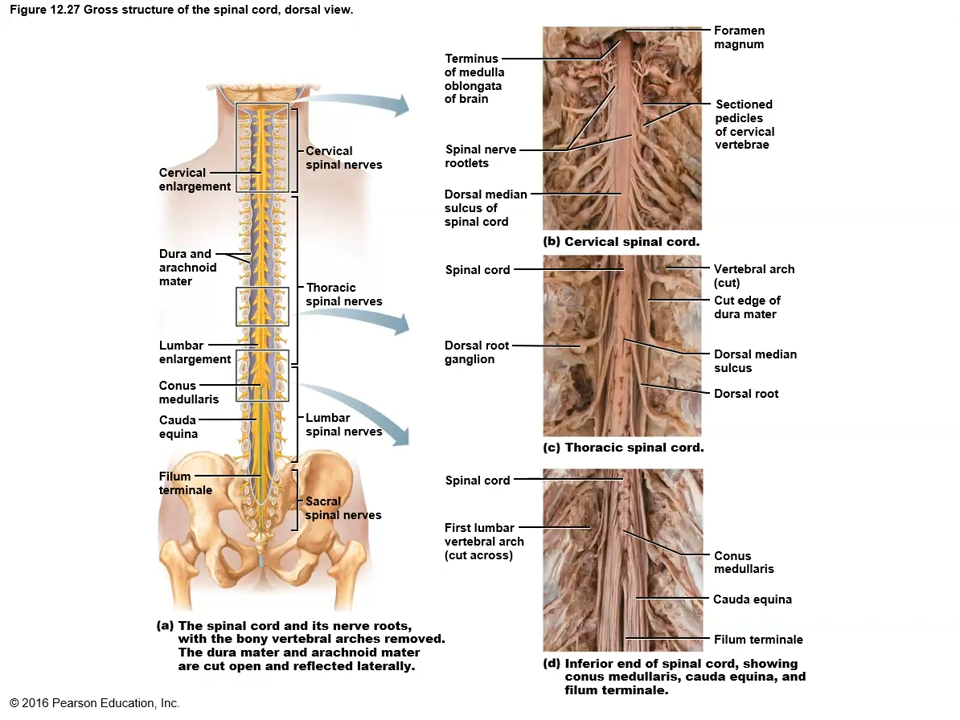 Figure 12.27 Gross structure of the spinal cord, dorsal view.
Cervical
enlargement
Dura and
arachnoid
mater
Lumbar
enlargement
Conus
medullaris
Cauda
equina
Filum
terminale
Cervical
spinal nerves
Thoracic
spinal nerves
Lumbar
spinal nerves
Sacral
spinal nerves
(a) The spinal cord and its nerve roots,
with the bony vertebral arches removed.
The dura mater and arachnoid mater
are cut open and reflected laterally.
Terminus
of medulla
oblongata
of brain
Spinal nerve
rootlets
Dorsal median
sulcus of
spinal cord
Foramen
magnum
Sectioned
pedicles
of cervical
vertebrae
(b) Cervical spinal cord.
Spinal cord
Dorsal root
ganglion
Vertebral arch
(cut)
Cut edge of
dura mater
Dorsal median
sulcus
Dorsal root
(c) Thoracic spinal cord.
Spinal cord
First lumbar
vertebral arch
(cut across)
Conus
medullaris
Cauda equina
Filum terminale
(d) Inferior end of spinal cord, showing
conus medullaris, cauda equina, and
filum terminale.
© 2016 Pearson Education, Inc.